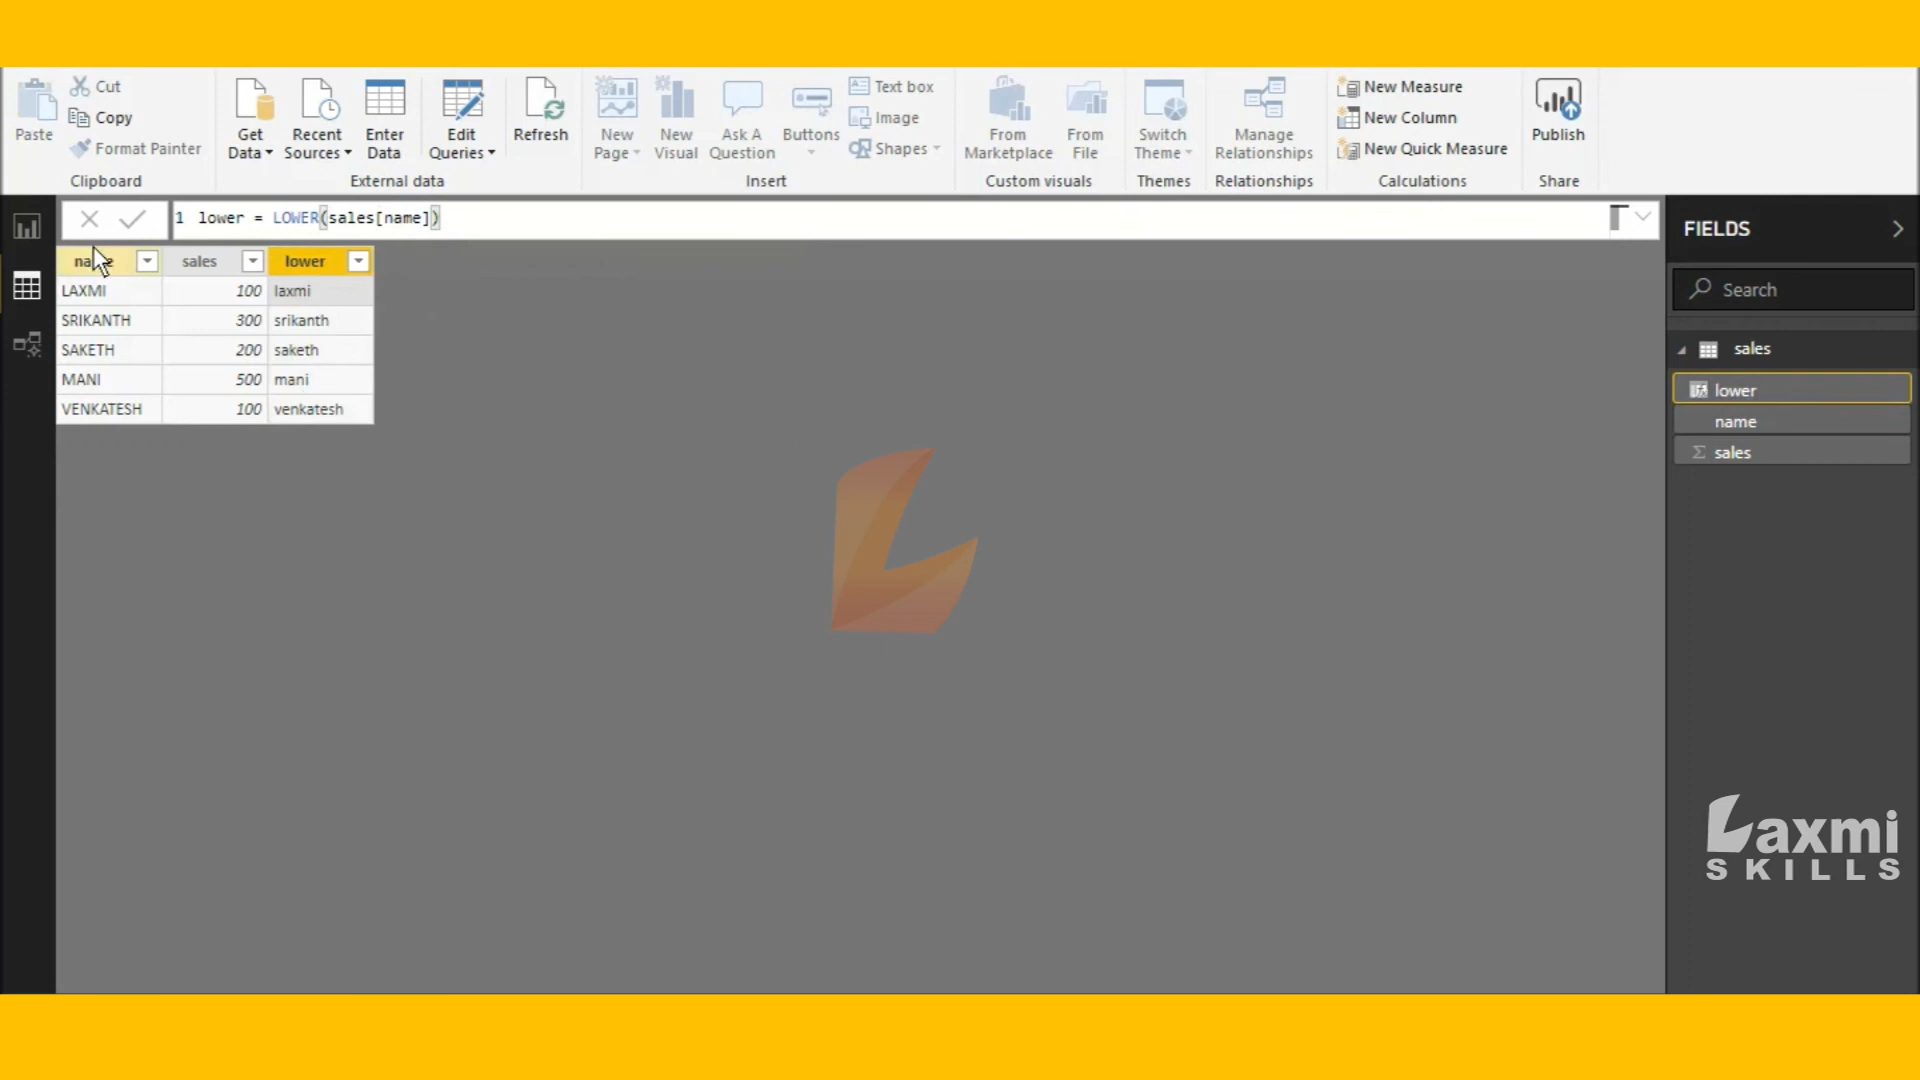 Paste
Cut
Copy
Format Painter
Clipboard
Get Data
Recent Sources
Enter Data
Edit Queries
Refresh
External data
New Page
New Visual
Ask A Question
Buttons
Text box
Image
Shapes
Insert
From Marketplace
From File
Custom visuals
Switch Theme
Themes
Manage Relationships
Relationships
New Measure
New Column
New Quick Measure
Calculations
Publish
Share
1 lower = LOWER(sales[name])
name sales lower
LAXMI 100 laxmi
SRIKANTH 300 srikanth
SAKETH 200 saketh
MANI 500 mani
VENKATESH 100 venkatesh
FIELDS
Search
sales
lower
name
Σ sales
Laxmi
SKILLS